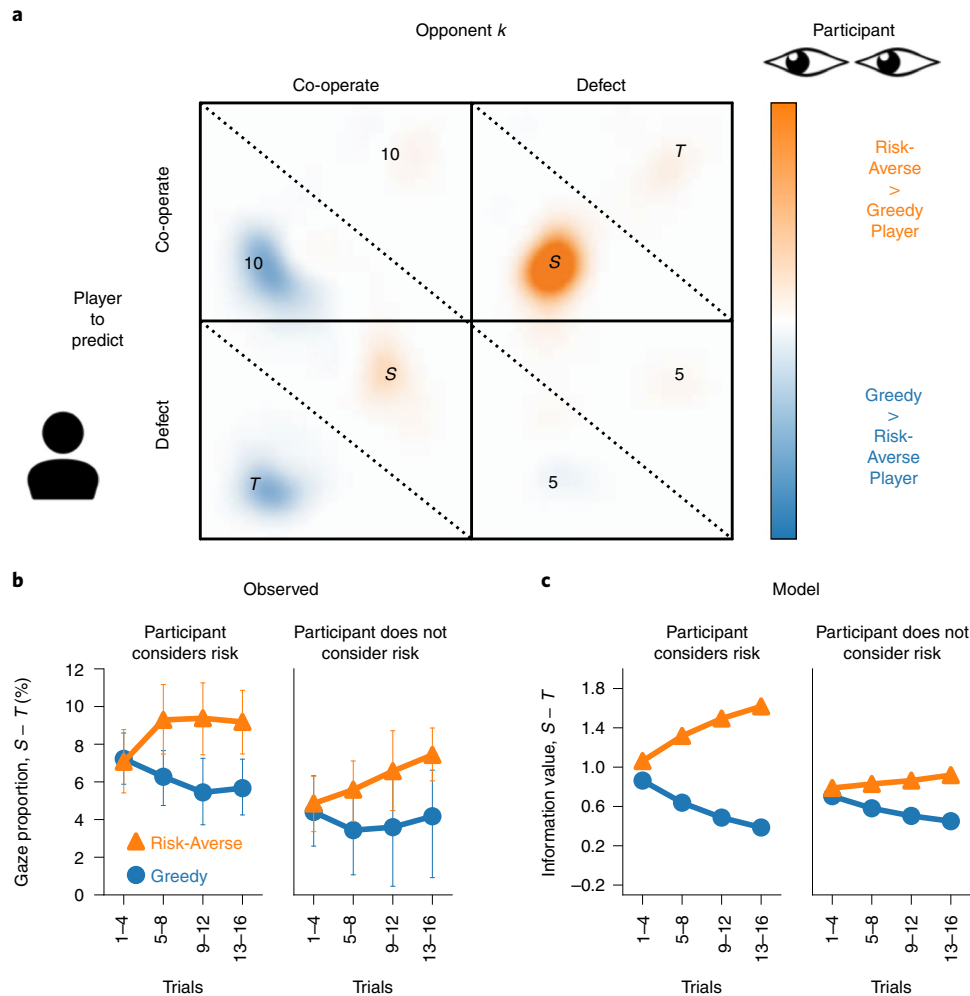 a
Opponent k
Participant
Co-operate
Defect
Co-operate
Defect
Player
to
predict
10
10
T
S
S
T
5
5
Risk-
Averse
>
Greedy
Player
Greedy
>
Risk-
Averse
Player
b
Observed
Participant
considers risk
Participant does not
consider risk
Gaze proportion, S – T (%)
12
10
8
6
4
2
0
Risk-Averse
Greedy
1–4
5–8
9–12
13–16
Trials
1–4
5–8
9–12
13–16
Trials
c
Model
Participant
considers risk
Participant does not
consider risk
Information value, S – T
1.8
1.4
1.0
0.6
0.2
–0.2
1–4
5–8
9–12
13–16
Trials
1–4
5–8
9–12
13–16
Trials